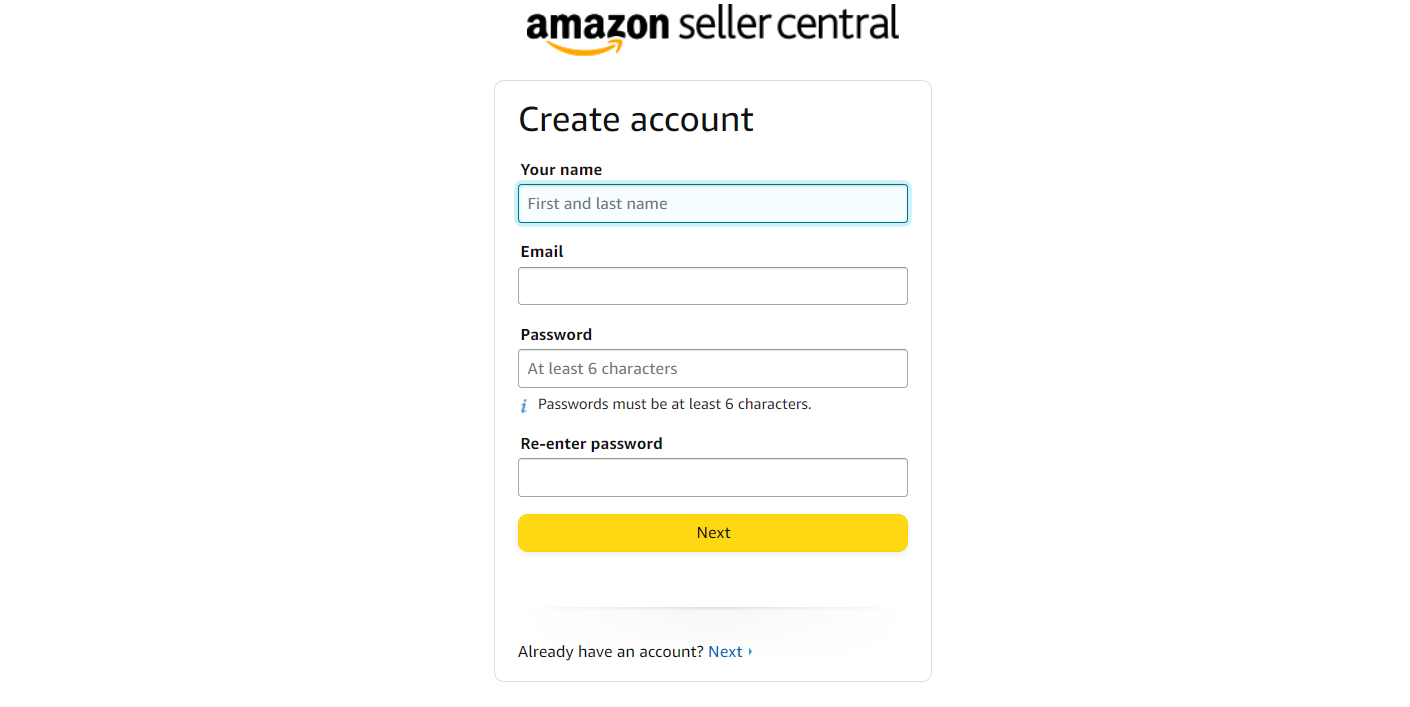 amazon seller central
Create account
Your name
First and last name
Email
Password
At least 6 characters
i Passwords must be at least 6 characters.
Re-enter password
Next
Already have an account? Next